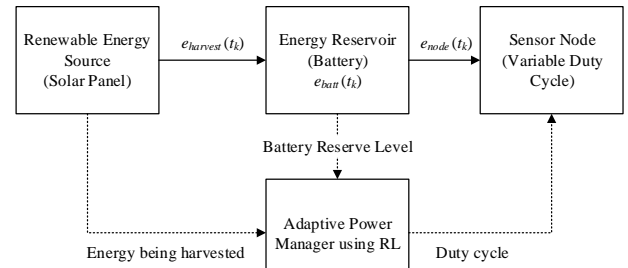 Renewable Energy
Source
(Solar Panel)
e_harvest(t_k)
Energy Reservoir
(Battery)
e_batt(t_k)
e_node(t_k)
Sensor Node
(Variable Duty
Cycle)
Battery Reserve Level
Adaptive Power
Manager using RL
Energy being harvested
Duty cycle